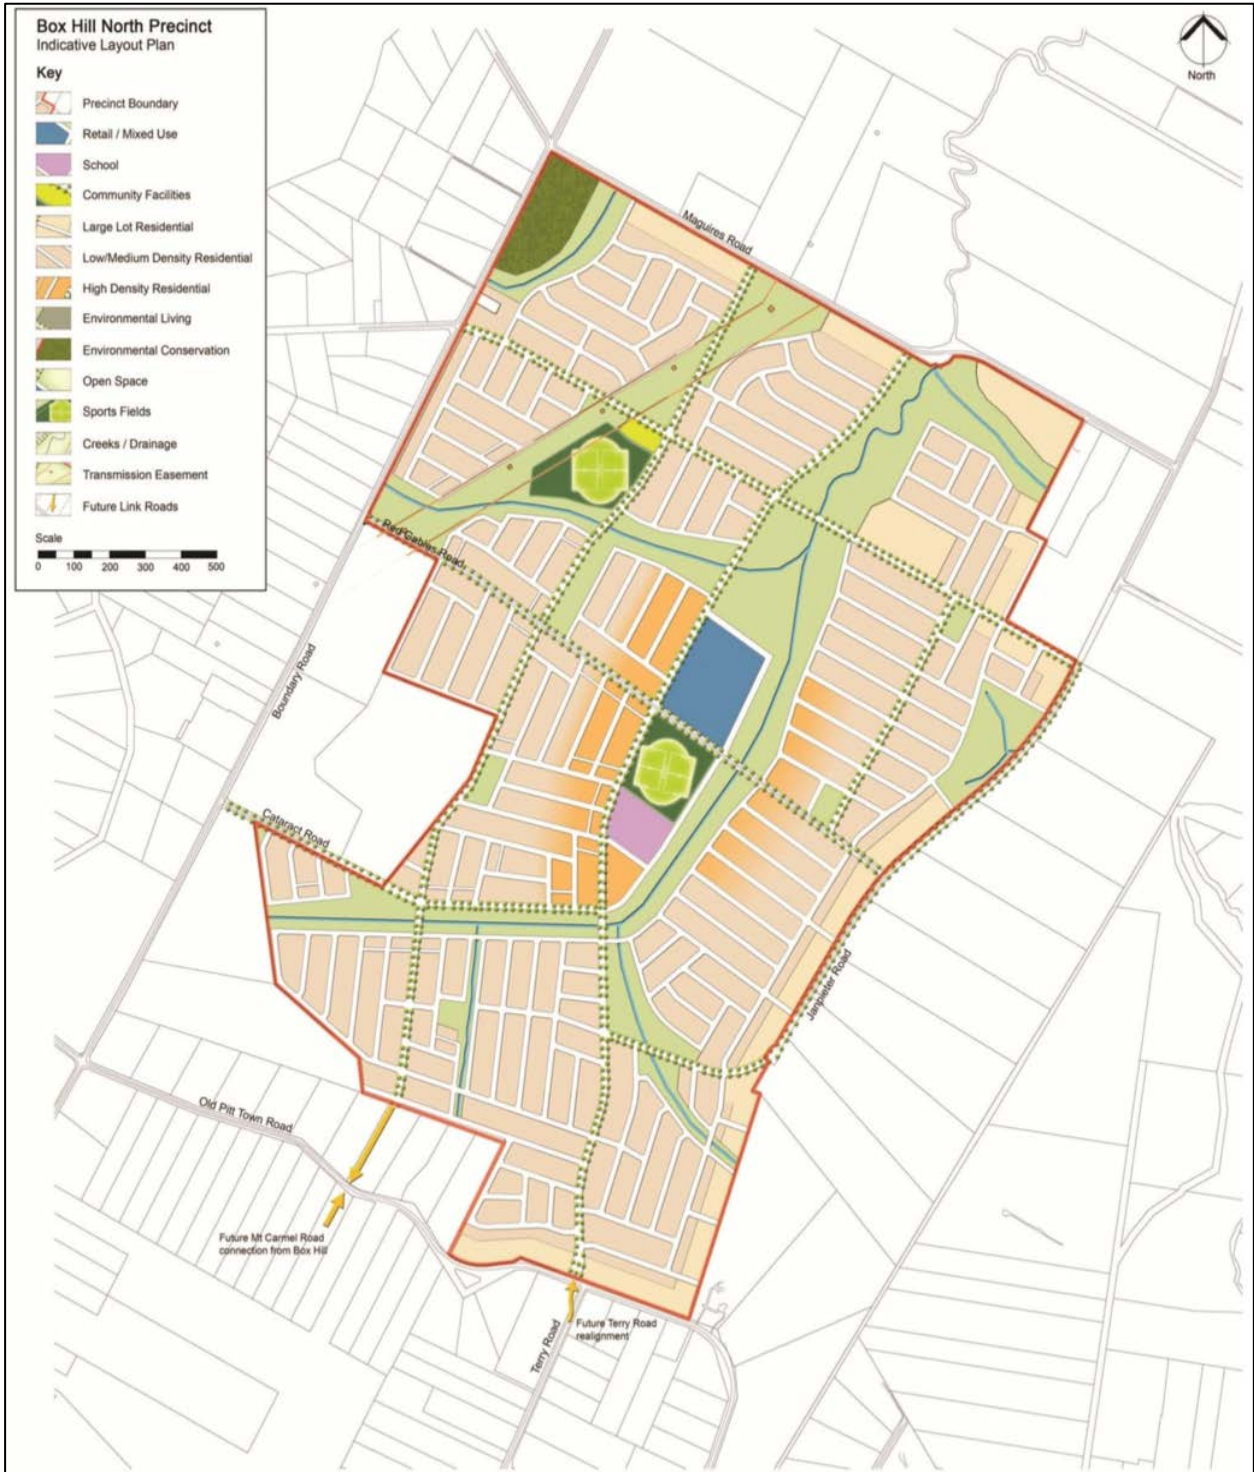 Box Hill North Precinct
Indicative Layout Plan
Key
Precinct Boundary
Retail / Mixed Use
School
Community Facilities
Large Lot Residential
Low/Medium Density Residential
High Density Residential
Environmental Living
Environmental Conservation
Open Space
Sports Fields
Creeks / Drainage
Transmission Easement
Future Link Roads
Scale
0 100 200 300 400 500
North
Maguires Road
Red Gables Road
Boundary Road
Cataract Road
Janpieter Road
Old Pitt Town Road
Future Mt Carmel Road
connection from Box Hill
Future Terry Road
realignment
Terry Road